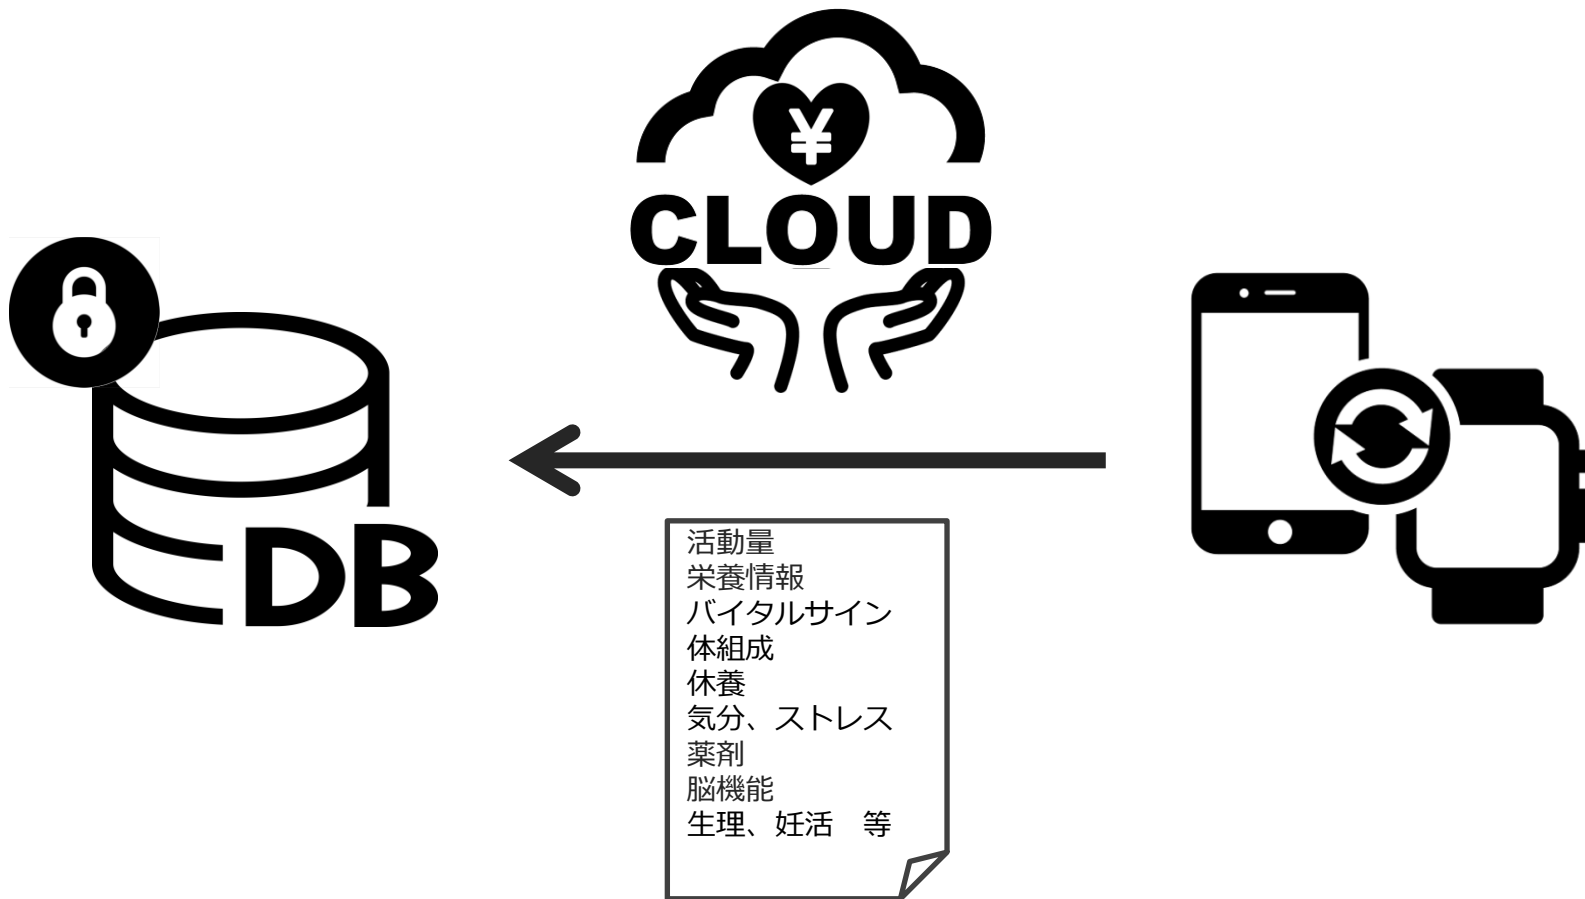 ¥
CLOUD
DB
活動量
栄養情報
バイタルサイン
体組成
休養
気分、ストレス
薬剤
脳機能
生理、妊活　等